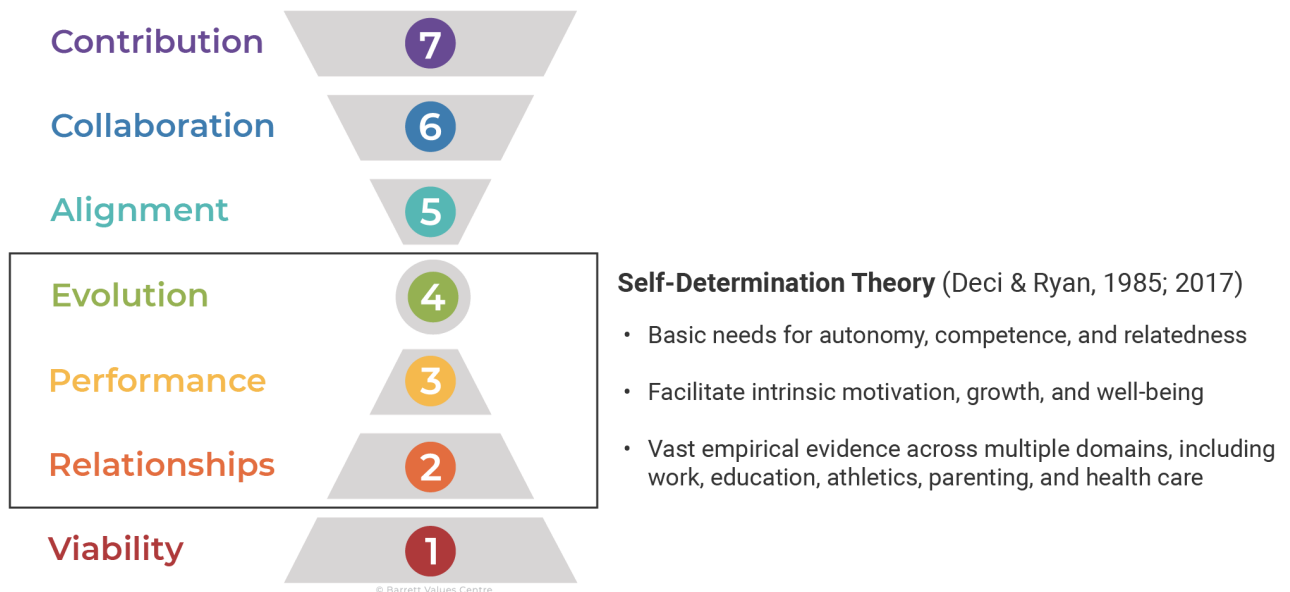 Contribution 7
Collaboration 6
Alignment 5
Evolution 4
Performance 3
Relationships 2
Viability 1
© Barrett Values Centre
Self-Determination Theory (Deci & Ryan, 1985; 2017)
• Basic needs for autonomy, competence, and relatedness
• Facilitate intrinsic motivation, growth, and well-being
• Vast empirical evidence across multiple domains, including
work, education, athletics, parenting, and health care